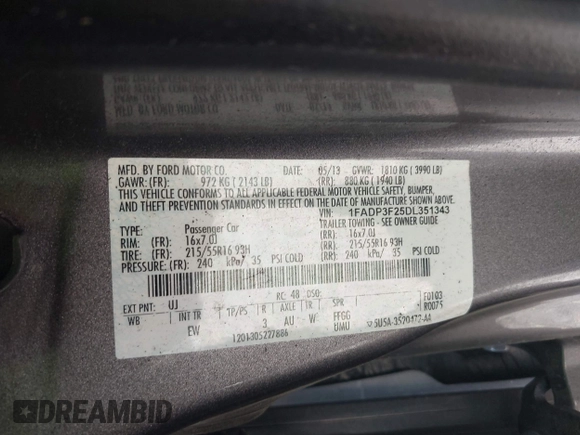 MFD. BY FORD MOTOR CO. DATE: 05/13 GVWR: 1810 KG ( 3990 LB)
GAWR: (FR): 972 KG ( 2143 LB) (RR): 880 KG ( 1940 LB)
THIS VEHICLE CONFORMS TO ALL APPLICABLE FEDERAL MOTOR VEHICLE SAFETY, BUMPER,
AND THEFT PREVENTION STANDARDS IN EFFECT ON THE DATE OF MANUFACTURE SHOWN ABOVE.
VIN: 1FADP3F25DL351343
TYPE: Passenger Car TRAILER TOWING - SEE OWNER GUIDE
RIM: (FR): 16x7.0J (RR): 16x7.0J
TIRE: (FR): 215/55R16 93H (RR): 215/55R16 93H
PRESSURE: (FR): 240 kPa/ 35 PSI COLD (RR): 240 kPa/ 35 PSI COLD
RC: 48 DSO:
EXT PNT: UJ F0103
WB INT TR TP/PS R AXLE TR SPR R0075
EW 3 AU W FFGG
1201305227886 UMU
DREAMBID